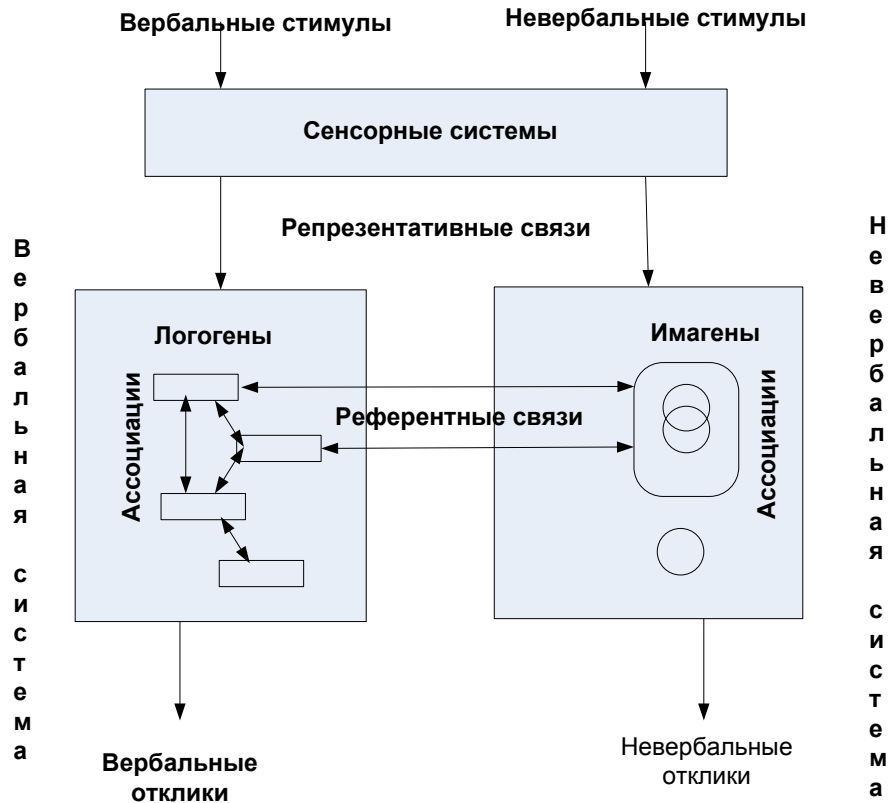 Вербальные стимулы
Невербальные стимулы
Сенсорные системы
Репрезентативные связи
Вербальная система
Невербальная система
Логогены
Имагены
Ассоциации
Референтные связи
Ассоциации
Вербальные
отклики
Невербальные
отклики